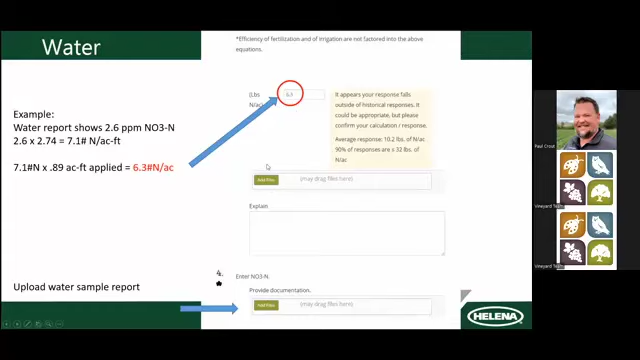 Water
*Efficiency of fertilization and of irrigation are not factored into the above
equations.
(Lbs
N/ac)
6.3
It appears your response falls
outside of historical responses. It
could be appropriate, but please
confirm your calculation / response.
Average response: 10.2 lbs. of N/ac
90% of responses are ≤ 32 lbs. of
N/ac.
Example:
Water report shows 2.6 ppm NO3-N
2.6 x 2.74 = 7.1# N/ac-ft
7.1#N x .89 ac-ft applied = 6.3#N/ac
Add Files
(may drag files here)
Explain
4.
Enter NO3-N.
Provide documentation.
Upload water sample report
Add Files
(may drag files here)
HELENA
Paul Crout
Vineyard Team
Vineyard Team